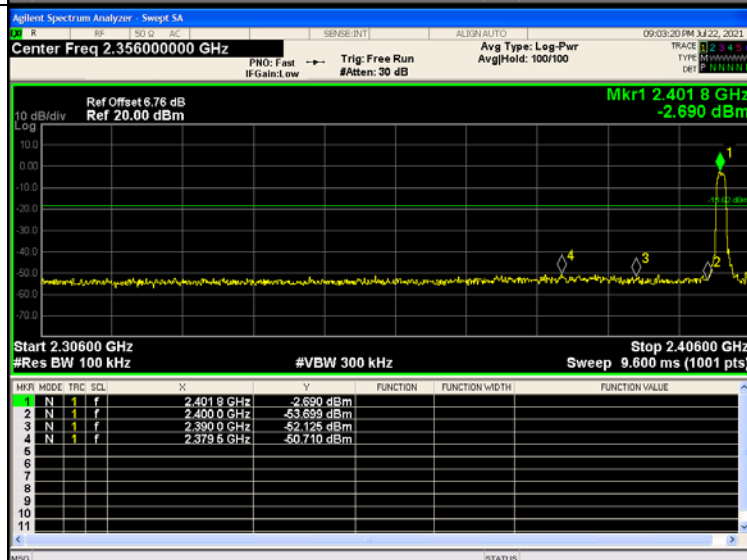 Agilent Spectrum Analyzer - Swept SA
R RF 50 Ω AC SENSE:INT ALIGN AUTO 09:03:20 PM Jul 22, 2021
Center Freq 2.356000000 GHz
PNO: Fast
IFGain:Low
Trig: Free Run
#Atten: 30 dB
Avg Type: Log-Pwr
Avg|Hold: 100/100
TRACE 1 2 3 4 5
TYPE M
DET P N N N N
Mkr1 2.401 8 GHz
-2.690 dBm
10 dB/div
Log
Ref Offset 6.76 dB
Ref 20.00 dBm
10.0
0.00
-10.0
-20.0
-30.0
-40.0
-50.0
-60.0
-70.0
1
2
3
4
Start 2.30600 GHz Stop 2.40600 GHz
#Res BW 100 kHz #VBW 300 kHz Sweep 9.600 ms (1001 pts)
MKR MODE TRC SCL X Y FUNCTION FUNCTION WIDTH FUNCTION VALUE
1 N 1 f 2.401 8 GHz -2.690 dBm
2 N 1 f 2.400 0 GHz -53.699 dBm
3 N 1 f 2.390 0 GHz -52.125 dBm
4 N 1 f 2.379 5 GHz -50.710 dBm
5
6
7
8
9
10
11
MSG STATUS